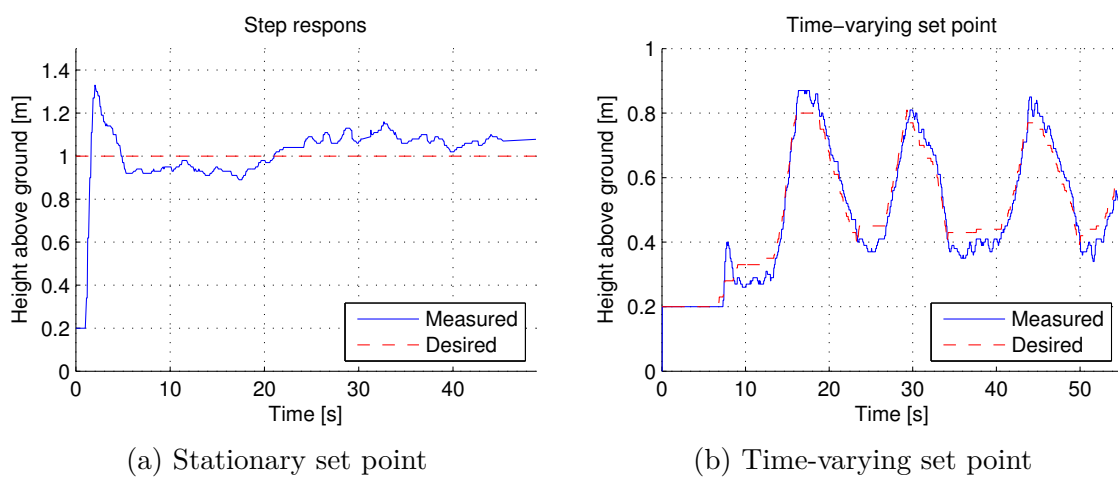 Step respons
Height above ground [m]
1.4
1.2
1
0.8
0.6
0.4
0.2
0
0 10 20 30 40
Time [s]
Measured
Desired
(a) Stationary set point
Time−varying set point
Height above ground [m]
1
0.8
0.6
0.4
0.2
0
0 10 20 30 40 50
Time [s]
Measured
Desired
(b) Time-varying set point